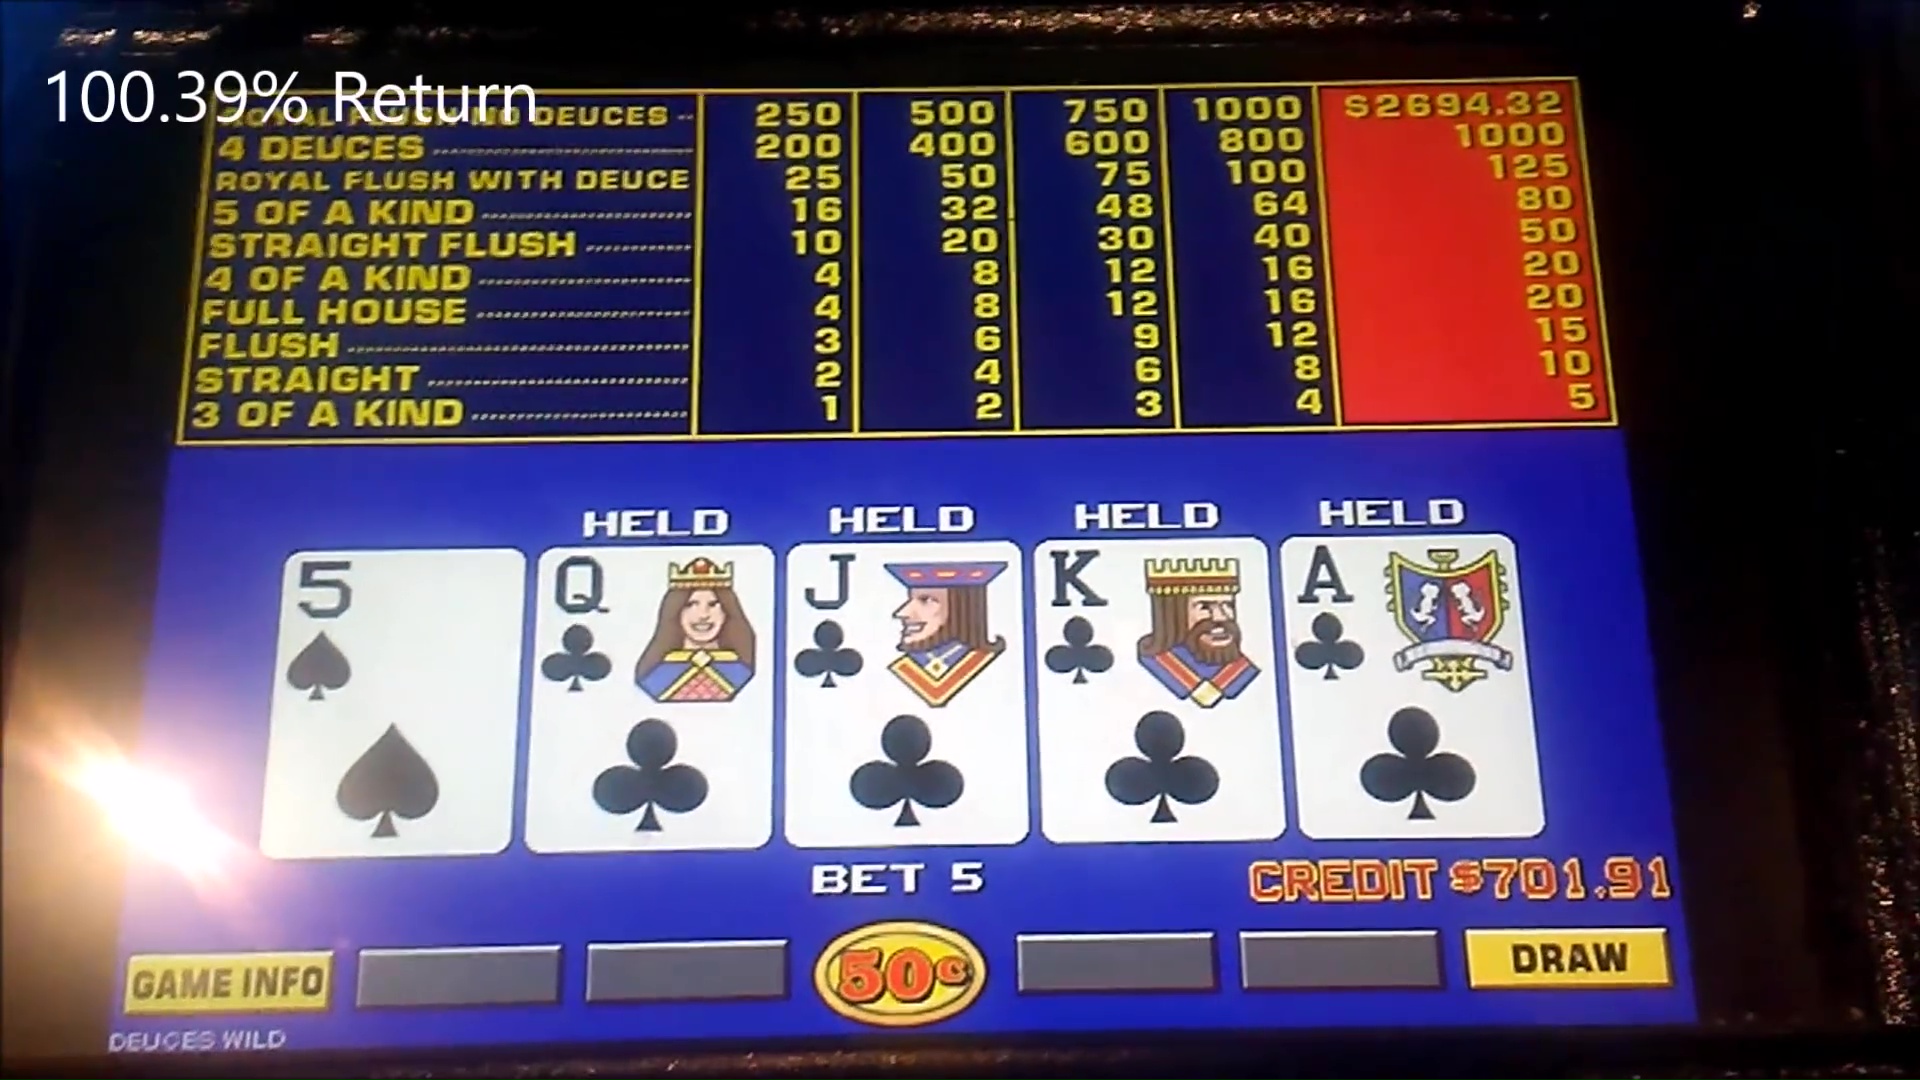 100.39% Return
ROYAL FLUSH NO DEUCES 250 500 750 1000 $2694.32
4 DEUCES 200 400 600 800 1000
ROYAL FLUSH WITH DEUCE 25 50 75 100 125
5 OF A KIND 16 32 48 64 80
STRAIGHT FLUSH 10 20 30 40 50
4 OF A KIND 4 8 12 16 20
FULL HOUSE 4 8 12 16 20
FLUSH 3 6 9 12 15
STRAIGHT 2 4 6 8 10
3 OF A KIND 1 2 3 4 5
HELD HELD HELD HELD
5 Q J K A
BET 5 CREDIT $701.91
GAME INFO 50¢ DRAW
DEUCES WILD